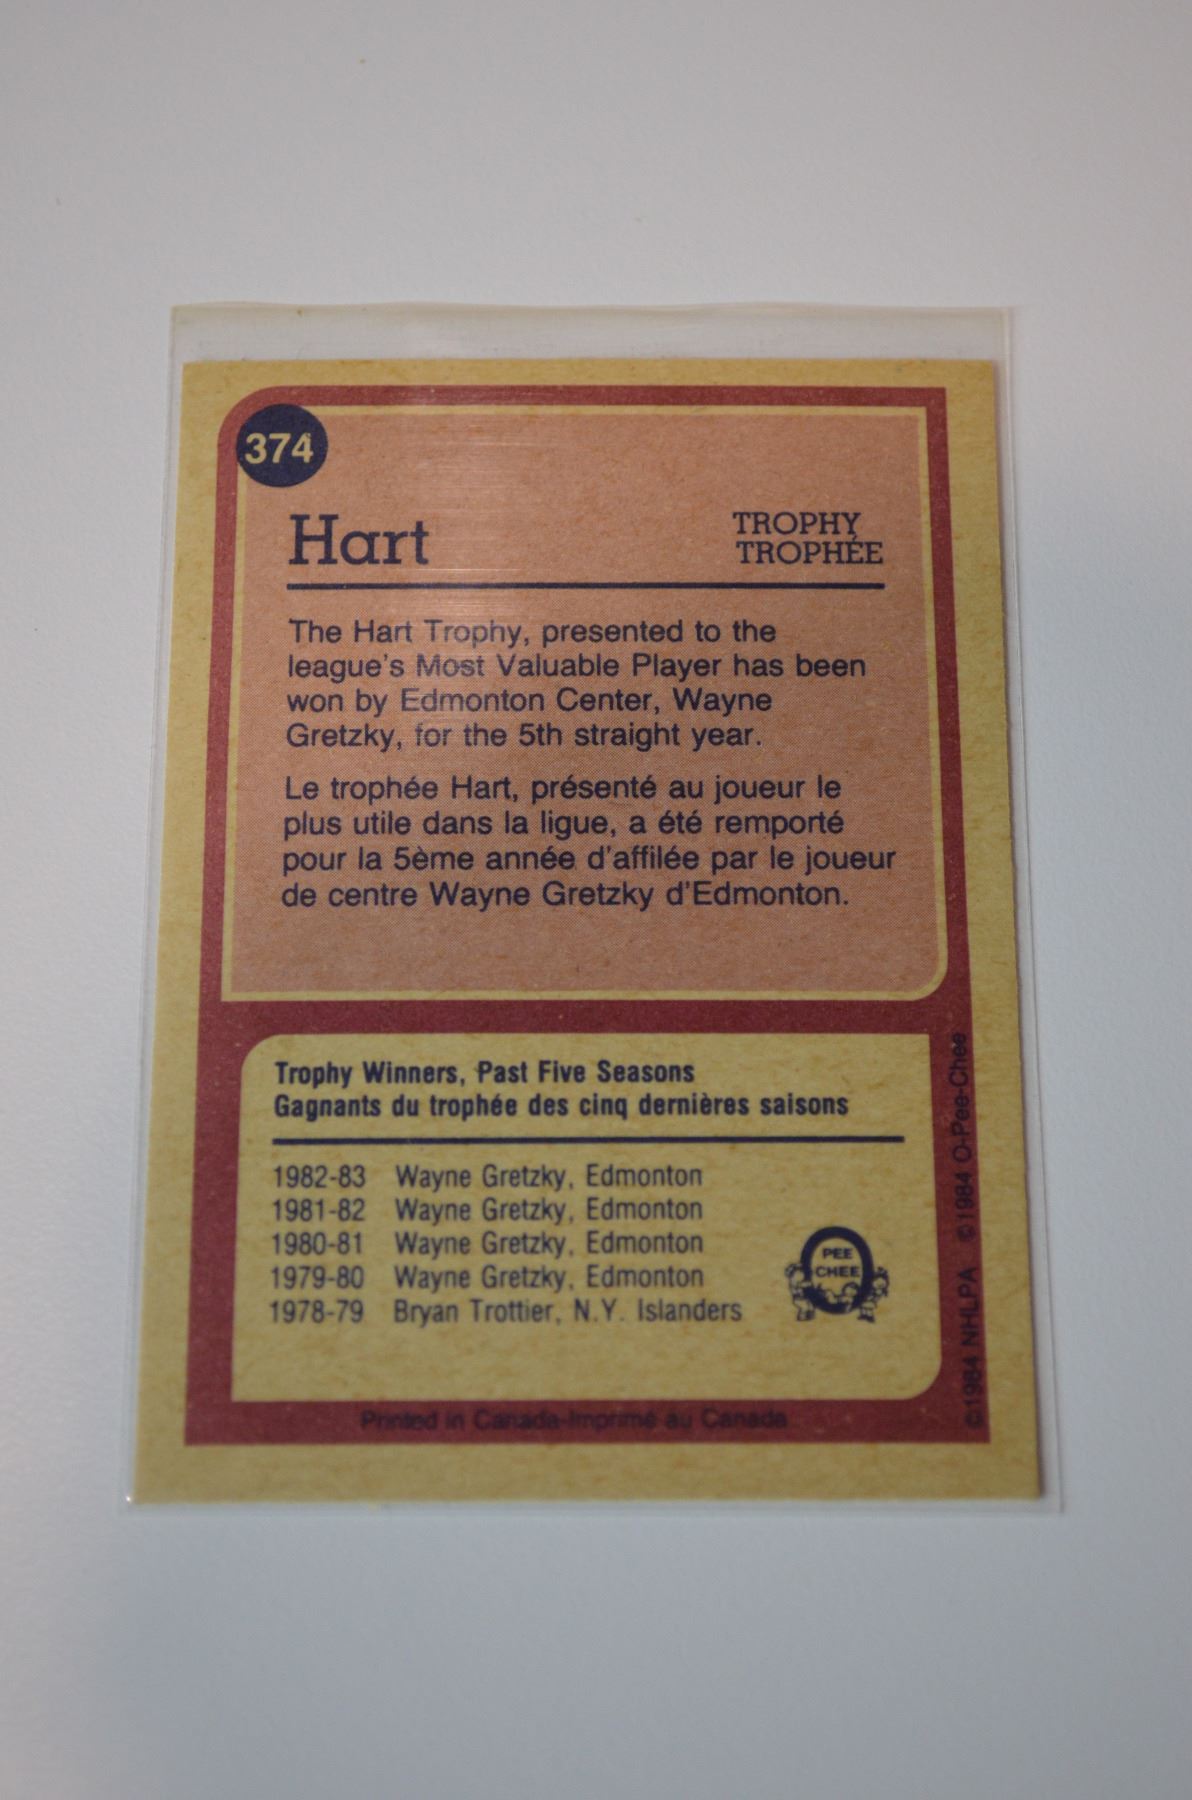 374
Hart
TROPHY
TROPHÉE
The Hart Trophy, presented to the
league's Most Valuable Player has been
won by Edmonton Center, Wayne
Gretzky, for the 5th straight year.
Le trophée Hart, présenté au joueur le
plus utile dans la ligue, a été remporté
pour la 5ème année d'affilée par le joueur
de centre Wayne Gretzky d'Edmonton.
Trophy Winners, Past Five Seasons
Gagnants du trophée des cinq dernières saisons
1982-83 Wayne Gretzky, Edmonton
1981-82 Wayne Gretzky, Edmonton
1980-81 Wayne Gretzky, Edmonton
1979-80 Wayne Gretzky, Edmonton
1978-79 Bryan Trottier, N.Y. Islanders
O
PEE
CHEE
©1984 NHLPA ©1984 O-Pee-Chee
Printed in Canada-Imprimé au Canada